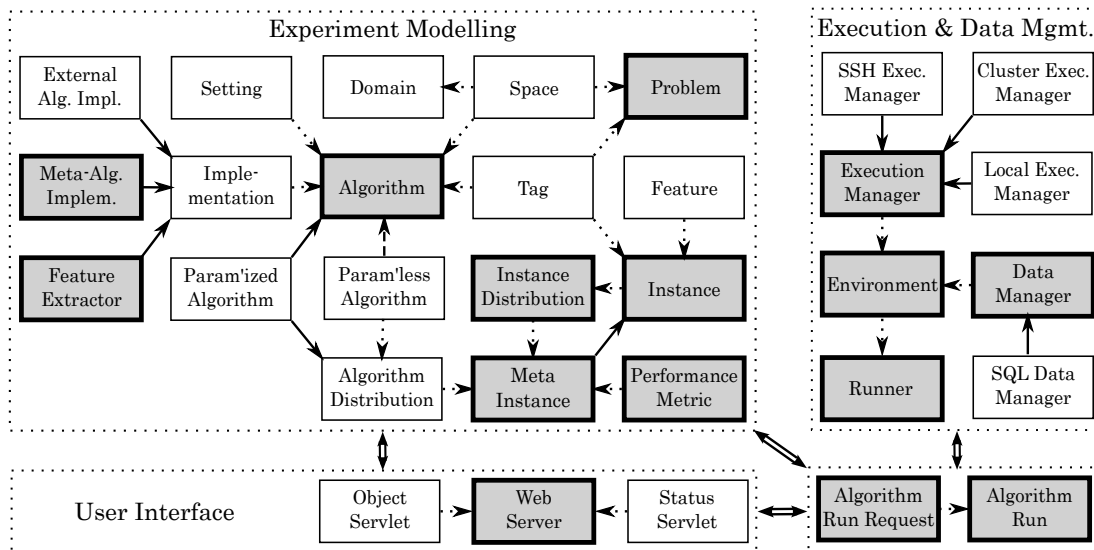 Experiment Modelling
External
Alg. Impl.
Setting
Domain
Space
Problem
Meta-Alg.
Implem.
Imple-
mentation
Algorithm
Tag
Feature
Feature
Extractor
Param'ized
Algorithm
Param'less
Algorithm
Instance
Distribution
Instance
Algorithm
Distribution
Meta
Instance
Performance
Metric
Execution & Data Mgmt.
SSH Exec.
Manager
Cluster Exec.
Manager
Execution
Manager
Local Exec.
Manager
Environment
Data
Manager
Runner
SQL Data
Manager
User Interface
Object
Servlet
Web
Server
Status
Servlet
Algorithm
Run Request
Algorithm
Run